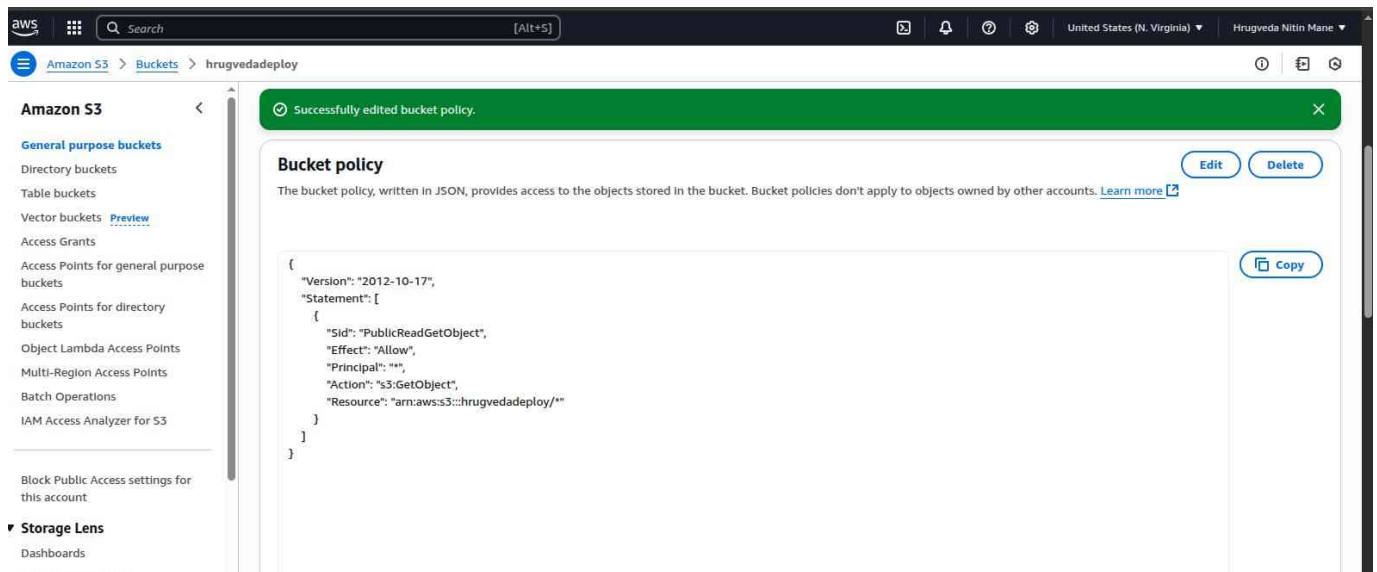 aws
Search
[Alt+S]
United States (N. Virginia) ▼
Hrugveda Nitin Mane ▼
Amazon S3 > Buckets > hrugvedadeploy
Amazon S3
General purpose buckets
Directory buckets
Table buckets
Vector buckets Preview
Access Grants
Access Points for general purpose
buckets
Access Points for directory
buckets
Object Lambda Access Points
Multi-Region Access Points
Batch Operations
IAM Access Analyzer for S3
Block Public Access settings for
this account
▼ Storage Lens
Dashboards
Successfully edited bucket policy.
Bucket policy
Edit
Delete
The bucket policy, written in JSON, provides access to the objects stored in the bucket. Bucket policies don't apply to objects owned by other accounts. Learn more
Copy
{
  "Version": "2012-10-17",
  "Statement": [
    {
      "Sid": "PublicReadGetObject",
      "Effect": "Allow",
      "Principal": "*",
      "Action": "s3:GetObject",
      "Resource": "arn:aws:s3:::hrugvedadeploy/*"
    }
  ]
}